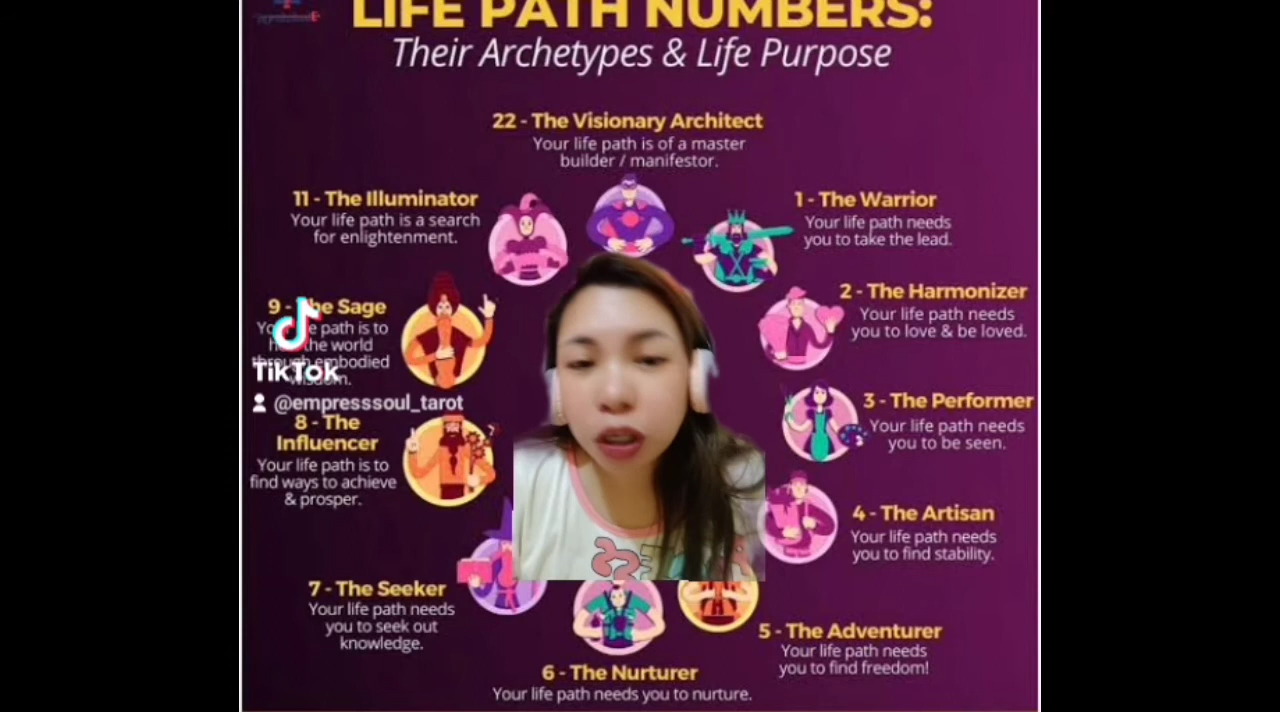 LIFE PATH NUMBERS:
Their Archetypes & Life Purpose
22 - The Visionary Architect
Your life path is of a master
builder / manifestor.
11 - The Illuminator
Your life path is a search
for enlightenment.
1 - The Warrior
Your life path needs
you to take the lead.
9 - The Sage
Your life path is to
the world
through embodied
wisdom.
2 - The Harmonizer
Your life path needs
you to love & be loved.
TikTok
@empresssoul_tarot
3 - The Performer
Your life path needs
you to be seen.
8 - The
Influencer
Your life path is to
find ways to achieve
& prosper.
4 - The Artisan
Your life path needs
you to find stability.
7 - The Seeker
Your life path needs
you to seek out
knowledge.
5 - The Adventurer
Your life path needs
you to find freedom!
6 - The Nurturer
Your life path needs you to nurture.